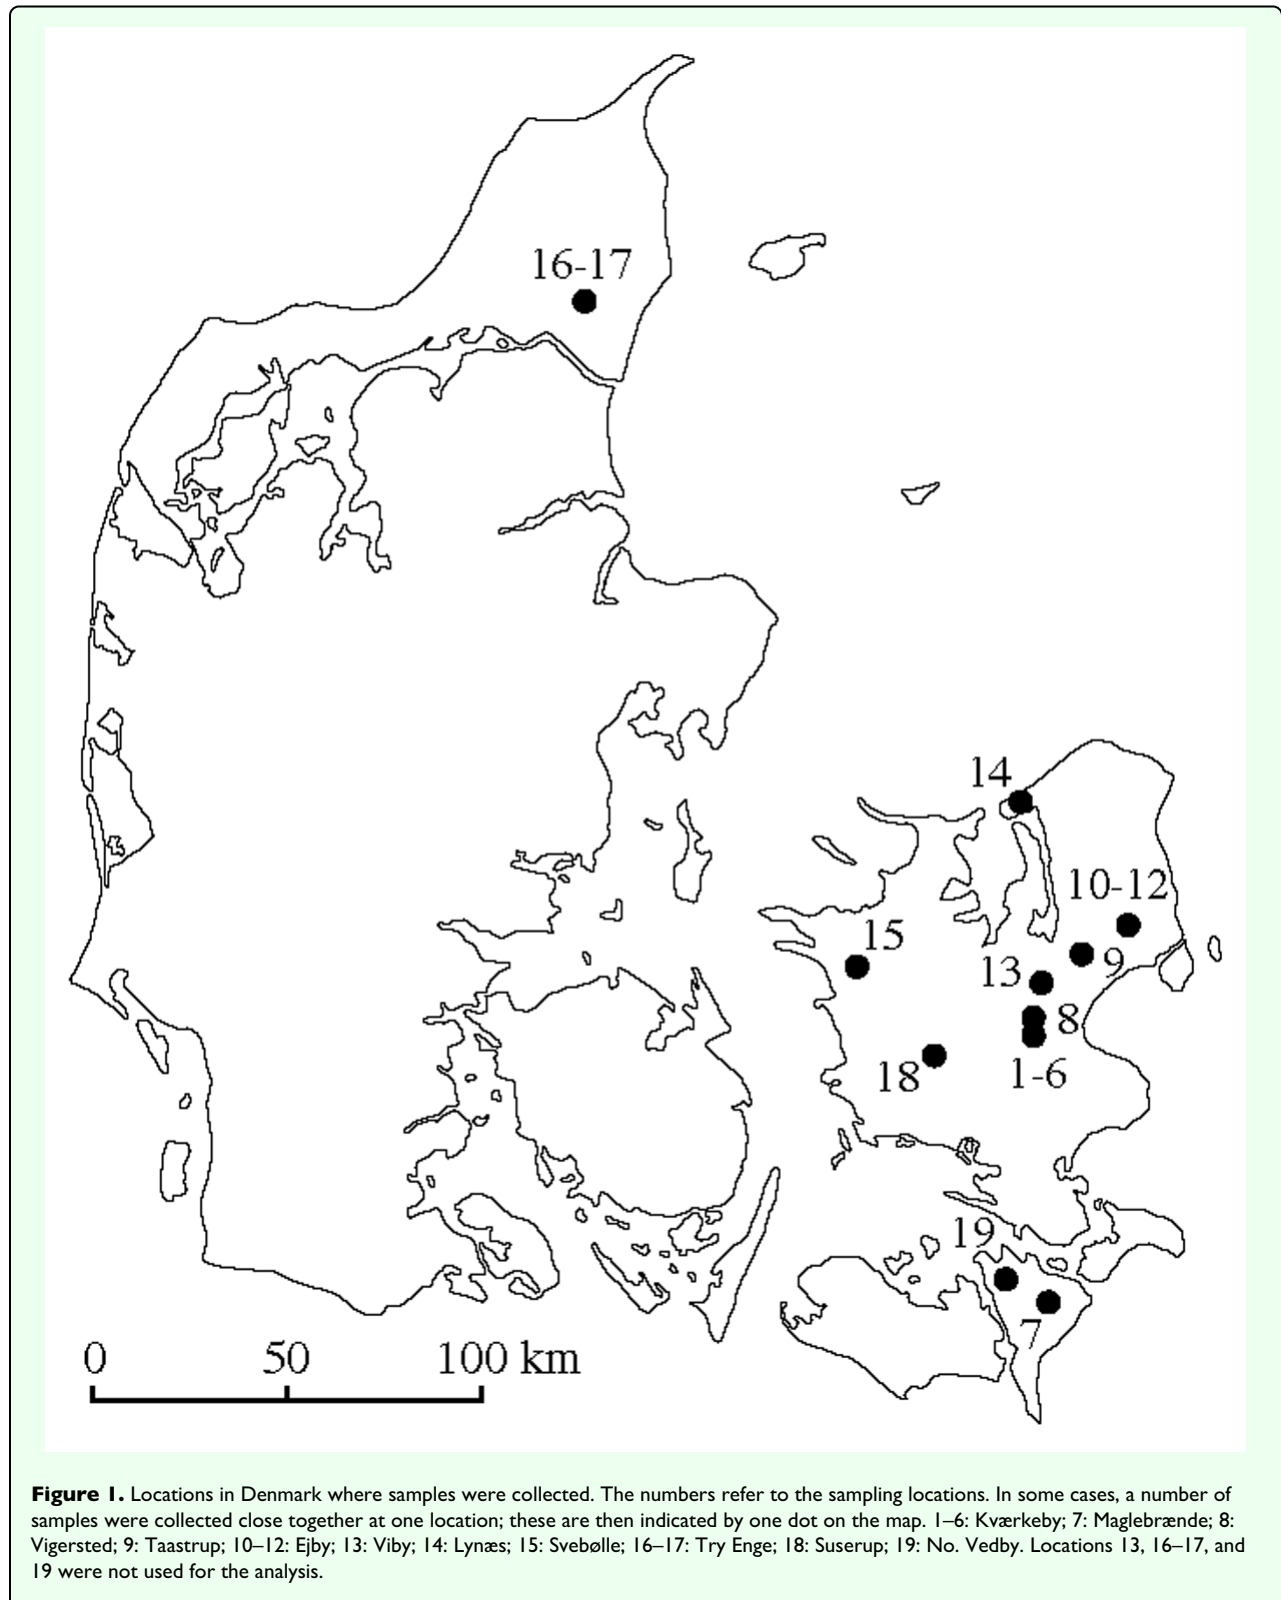 16-17
14
10-12
15
9
13
8
18
1-6
19
7
0 50 100 km
Figure 1. Locations in Denmark where samples were collected. The numbers refer to the sampling locations. In some cases, a number of
samples were collected close together at one location; these are then indicated by one dot on the map. 1–6: Kværkeby; 7: Maglebrænde; 8:
Vigersted; 9: Taastrup; 10–12: Ejby; 13: Viby; 14: Lynæs; 15: Svebølle; 16–17: Try Enge; 18: Suserup; 19: No. Vedby. Locations 13, 16–17, and
19 were not used for the analysis.